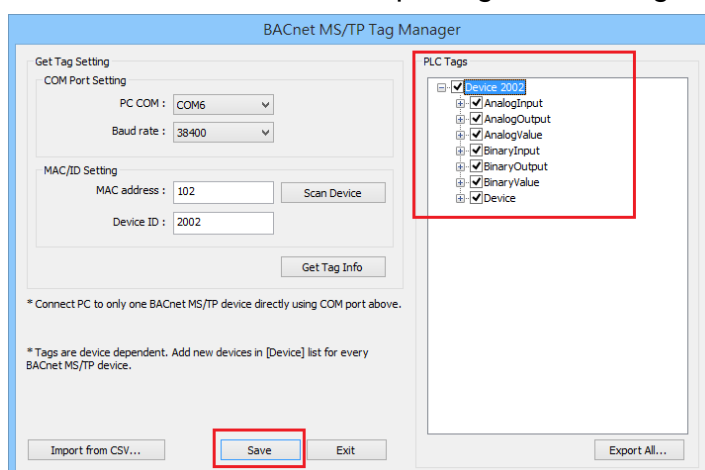 BACnet MS/TP Tag Manager
Get Tag Setting
COM Port Setting
PC COM :
COM6
Baud rate :
38400
MAC/ID Setting
MAC address :
102
Scan Device
Device ID :
2002
Get Tag Info
* Connect PC to only one BACnet MS/TP device directly using COM port above.
* Tags are device dependent. Add new devices in [Device] list for every
BACnet MS/TP device.
Import from CSV...
Save
Exit
PLC Tags
Device 2002
AnalogInput
AnalogOutput
AnalogValue
BinaryInput
BinaryOutput
BinaryValue
Device
Export All...